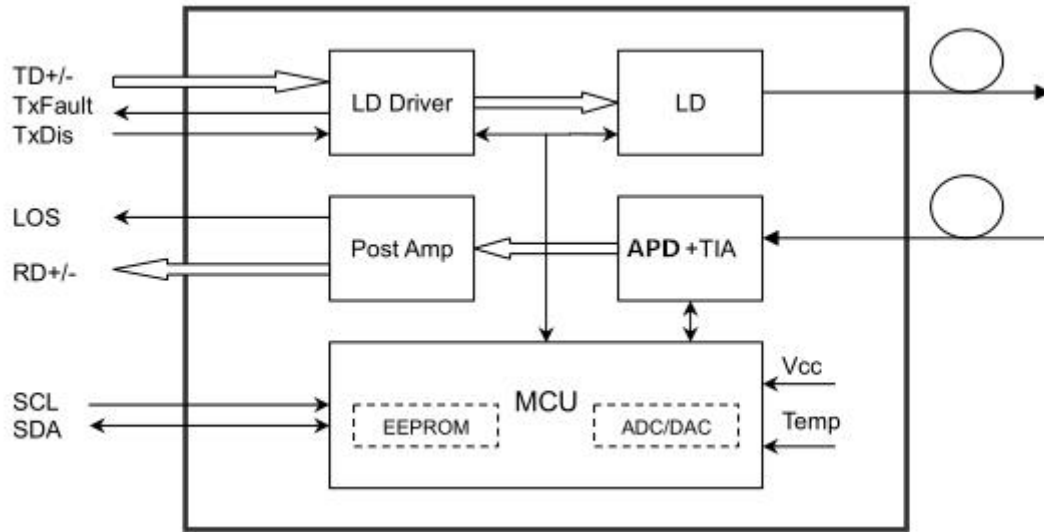 TD+/-
TxFault
TxDis
LD Driver
LD
LOS
RD+/-
Post Amp
APD +TIA
SCL
SDA
MCU
EEPROM
ADC/DAC
Vcc
Temp